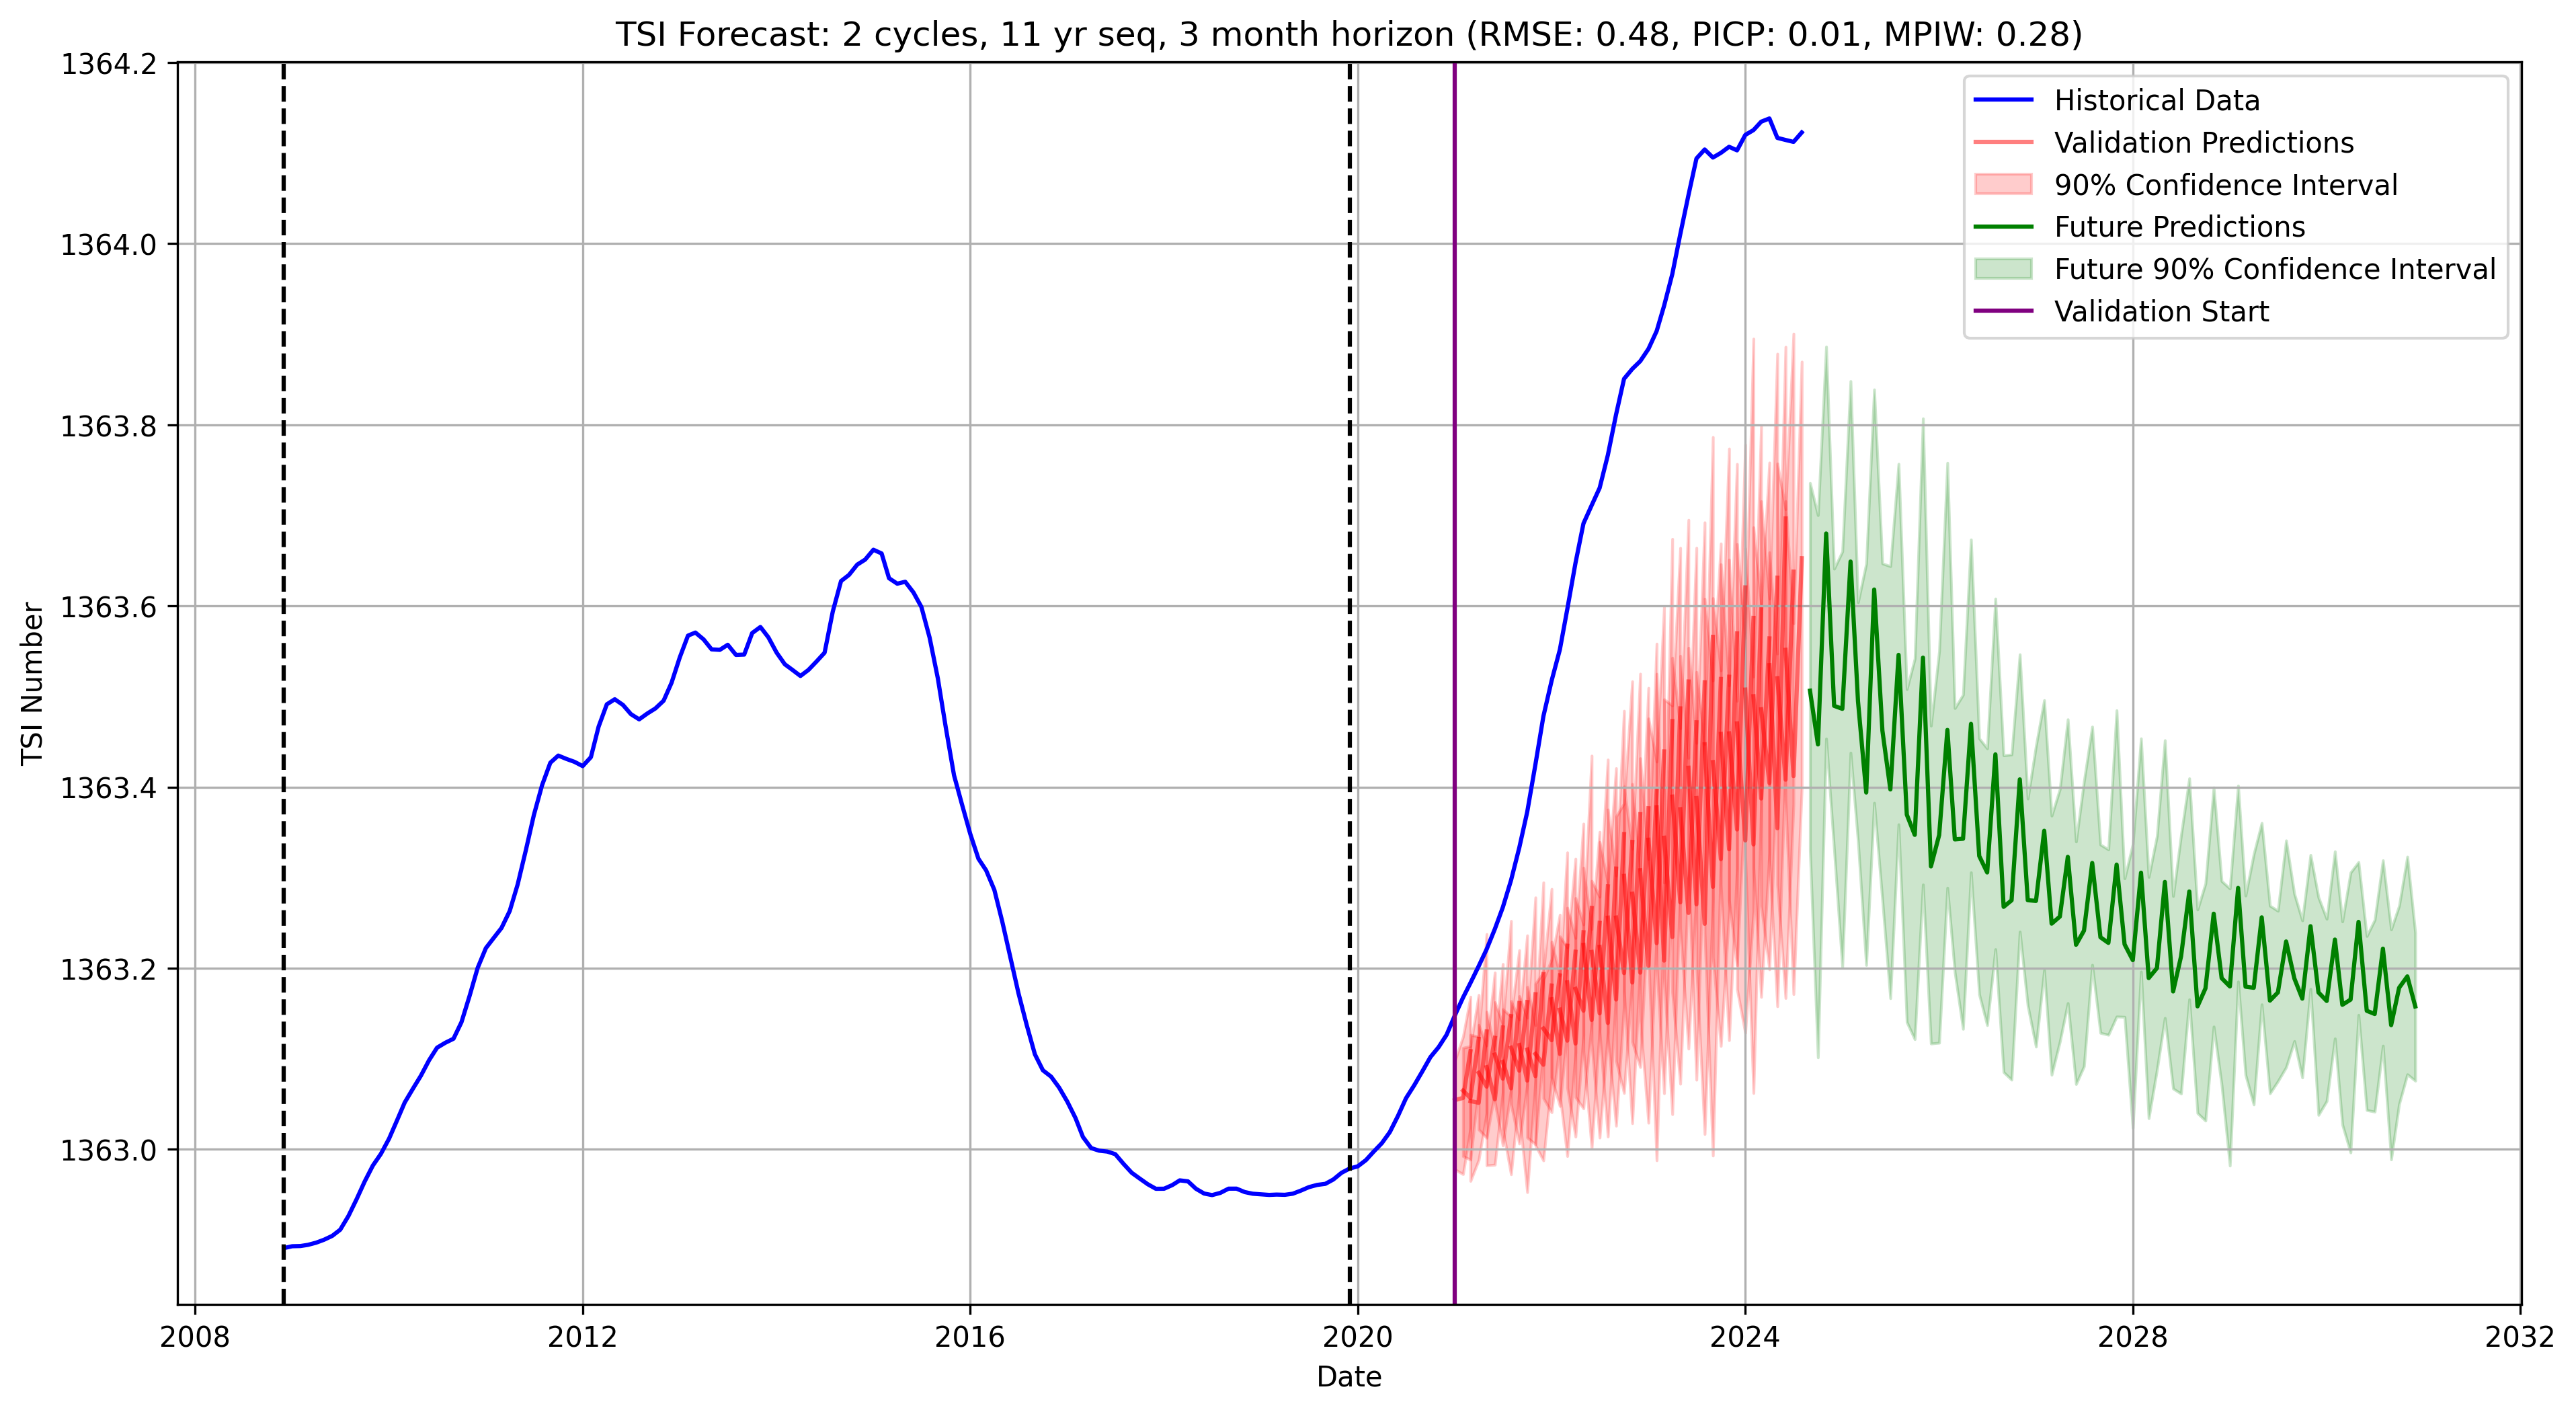 TSI Forecast: 2 cycles, 11 yr seq, 3 month horizon (RMSE: 0.48, PICP: 0.01, MPIW: 0.28)
1364.2
1364.0
1363.8
1363.6
1363.4
1363.2
1363.0
TSI Number
Historical Data
Validation Predictions
90% Confidence Interval
Future Predictions
Future 90% Confidence Interval
Validation Start
2008
2012
2016
2020
2024
2028
2032
Date